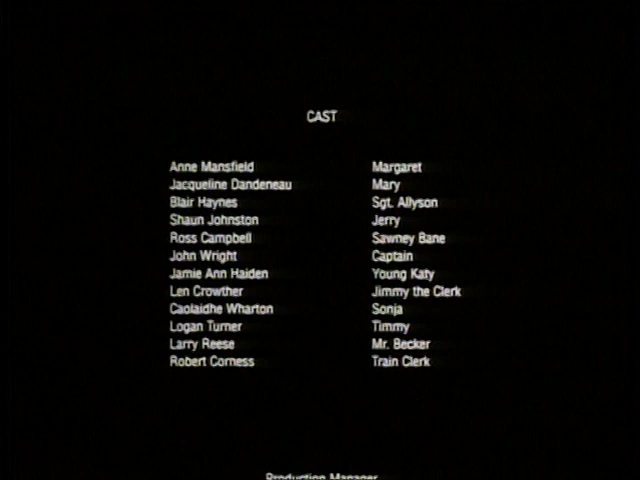 CAST
Anne Mansfield Margaret
Jacqueline Dandeneau Mary
Blair Haynes Sgt. Allyson
Shaun Johnston Jerry
Ross Campbell Sawney Bane
John Wright Captain
Jamie Ann Haiden Young Katy
Len Crowther Jimmy the Clerk
Caolaidhe Wharton Sonja
Logan Turner Timmy
Larry Reese Mr. Becker
Robert Corness Train Clerk
Production Manager